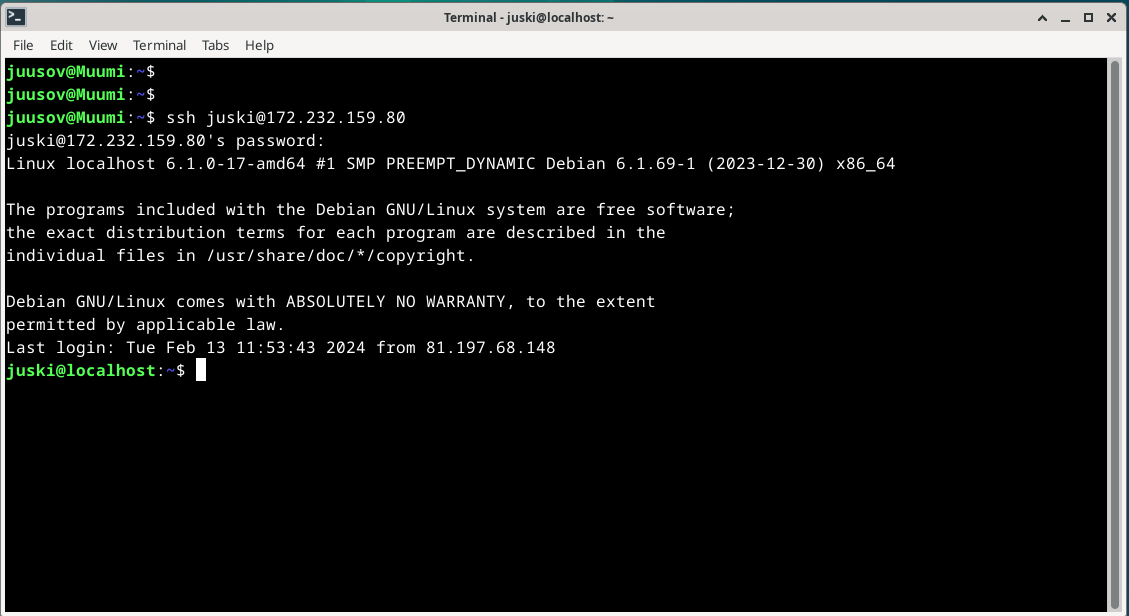 Terminal - juski@localhost: ~
File Edit View Terminal Tabs Help
juusov@Muumi:~$
juusov@Muumi:~$
juusov@Muumi:~$ ssh juski@172.232.159.80
juski@172.232.159.80's password:
Linux localhost 6.1.0-17-amd64 #1 SMP PREEMPT_DYNAMIC Debian 6.1.69-1 (2023-12-30) x86_64
The programs included with the Debian GNU/Linux system are free software;
the exact distribution terms for each program are described in the
individual files in /usr/share/doc/*/copyright.
Debian GNU/Linux comes with ABSOLUTELY NO WARRANTY, to the extent
permitted by applicable law.
Last login: Tue Feb 13 11:53:43 2024 from 81.197.68.148
juski@localhost:~$